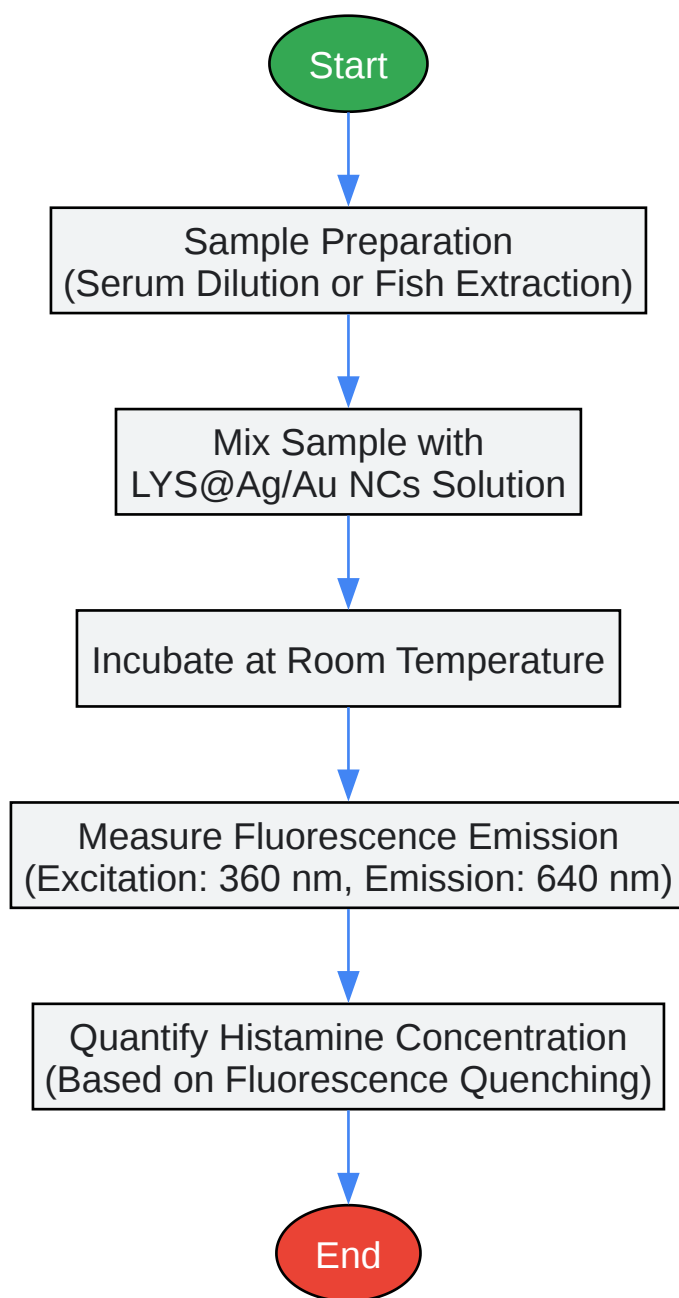 Start
Sample Preparation
(Serum Dilution or Fish Extraction)
Mix Sample with
LYS@Ag/Au NCs Solution
Incubate at Room Temperature
Measure Fluorescence Emission
(Excitation: 360 nm, Emission: 640 nm)
Quantify Histamine Concentration
(Based on Fluorescence Quenching)
End